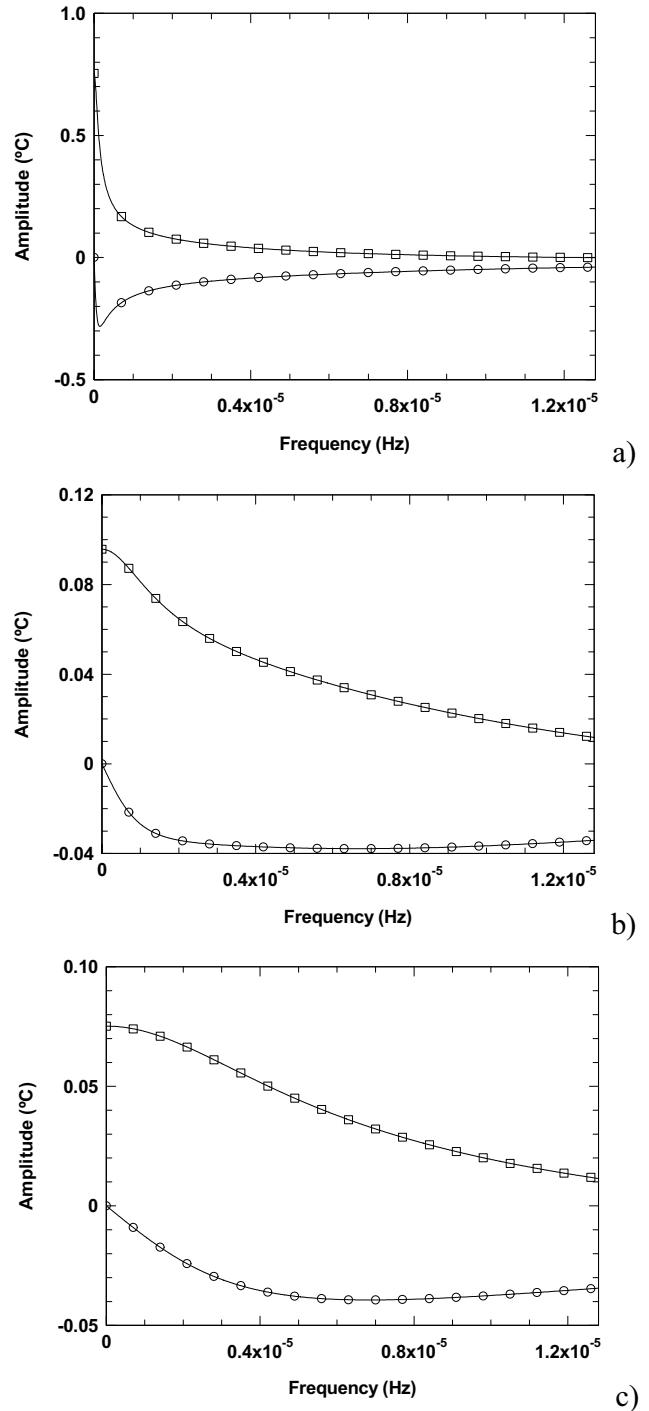 1.0
0.5
0
-0.5
Amplitude (ºC)
0 0.4x10⁻⁵ 0.8x10⁻⁵ 1.2x10⁻⁵
Frequency (Hz)
a)
0.12
0.08
0.04
0
-0.04
Amplitude (ºC)
0 0.4x10⁻⁵ 0.8x10⁻⁵ 1.2x10⁻⁵
Frequency (Hz)
b)
0.10
0.05
0
-0.05
Amplitude (ºC)
0 0.4x10⁻⁵ 0.8x10⁻⁵ 1.2x10⁻⁵
Frequency (Hz)
c)